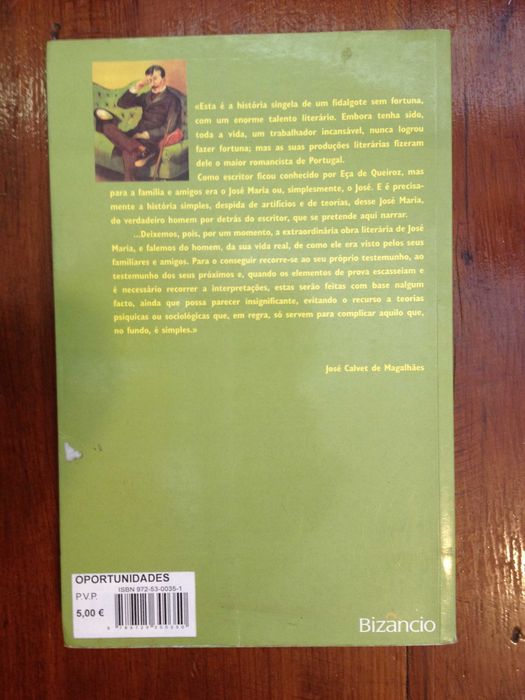 «Esta é a história singela de um fidalgote sem fortuna,
com um enorme talento literário. Embora tenha sido,
toda a vida, um trabalhador incansável, nunca logrou
fazer fortuna; mas as suas produções literárias fizeram
dele o maior romancista de Portugal.
Como escritor ficou conhecido por Eça de Queiroz, mas
para a família e amigos era o José Maria ou, simplesmente, o José. E é precisa-
mente a história simples, despida de artifícios e de teorias, desse José Maria,
do verdadeiro homem por detrás do escritor, que se pretende aqui narrar.
...Deixemos, pois, por um momento, a extraordinária obra literária de José
Maria, e falemos do homem, da sua vida real, de como ele era visto pelos seus
familiares e amigos. Para o conseguir recorre-se ao seu próprio testemunho, ao
testemunho dos seus próximos e, quando os elementos de prova escasseiam e
é necessário recorrer a interpretações, estas serão feitas com base nalgum
facto, ainda que possa parecer insignificante, evitando o recurso a teorias
psíquicas ou sociológicas que, em regra, só servem para complicar aquilo que,
no fundo, é simples.»
José Calvet de Magalhães
OPORTUNIDADES
ISBN 972-53-0035-1
P.V.P.
5,00 €
Bizâncio